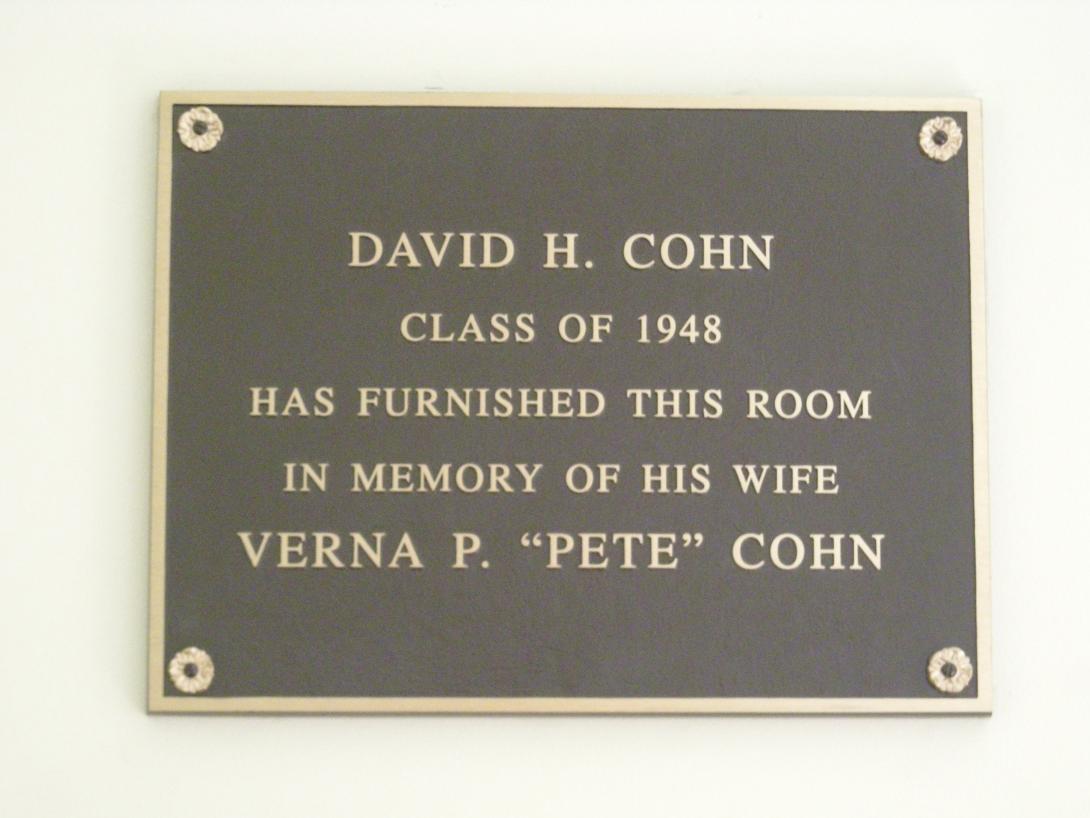 DAVID H. COHN
CLASS OF 1948
HAS FURNISHED THIS ROOM
IN MEMORY OF HIS WIFE
VERNA P. “PETE” COHN